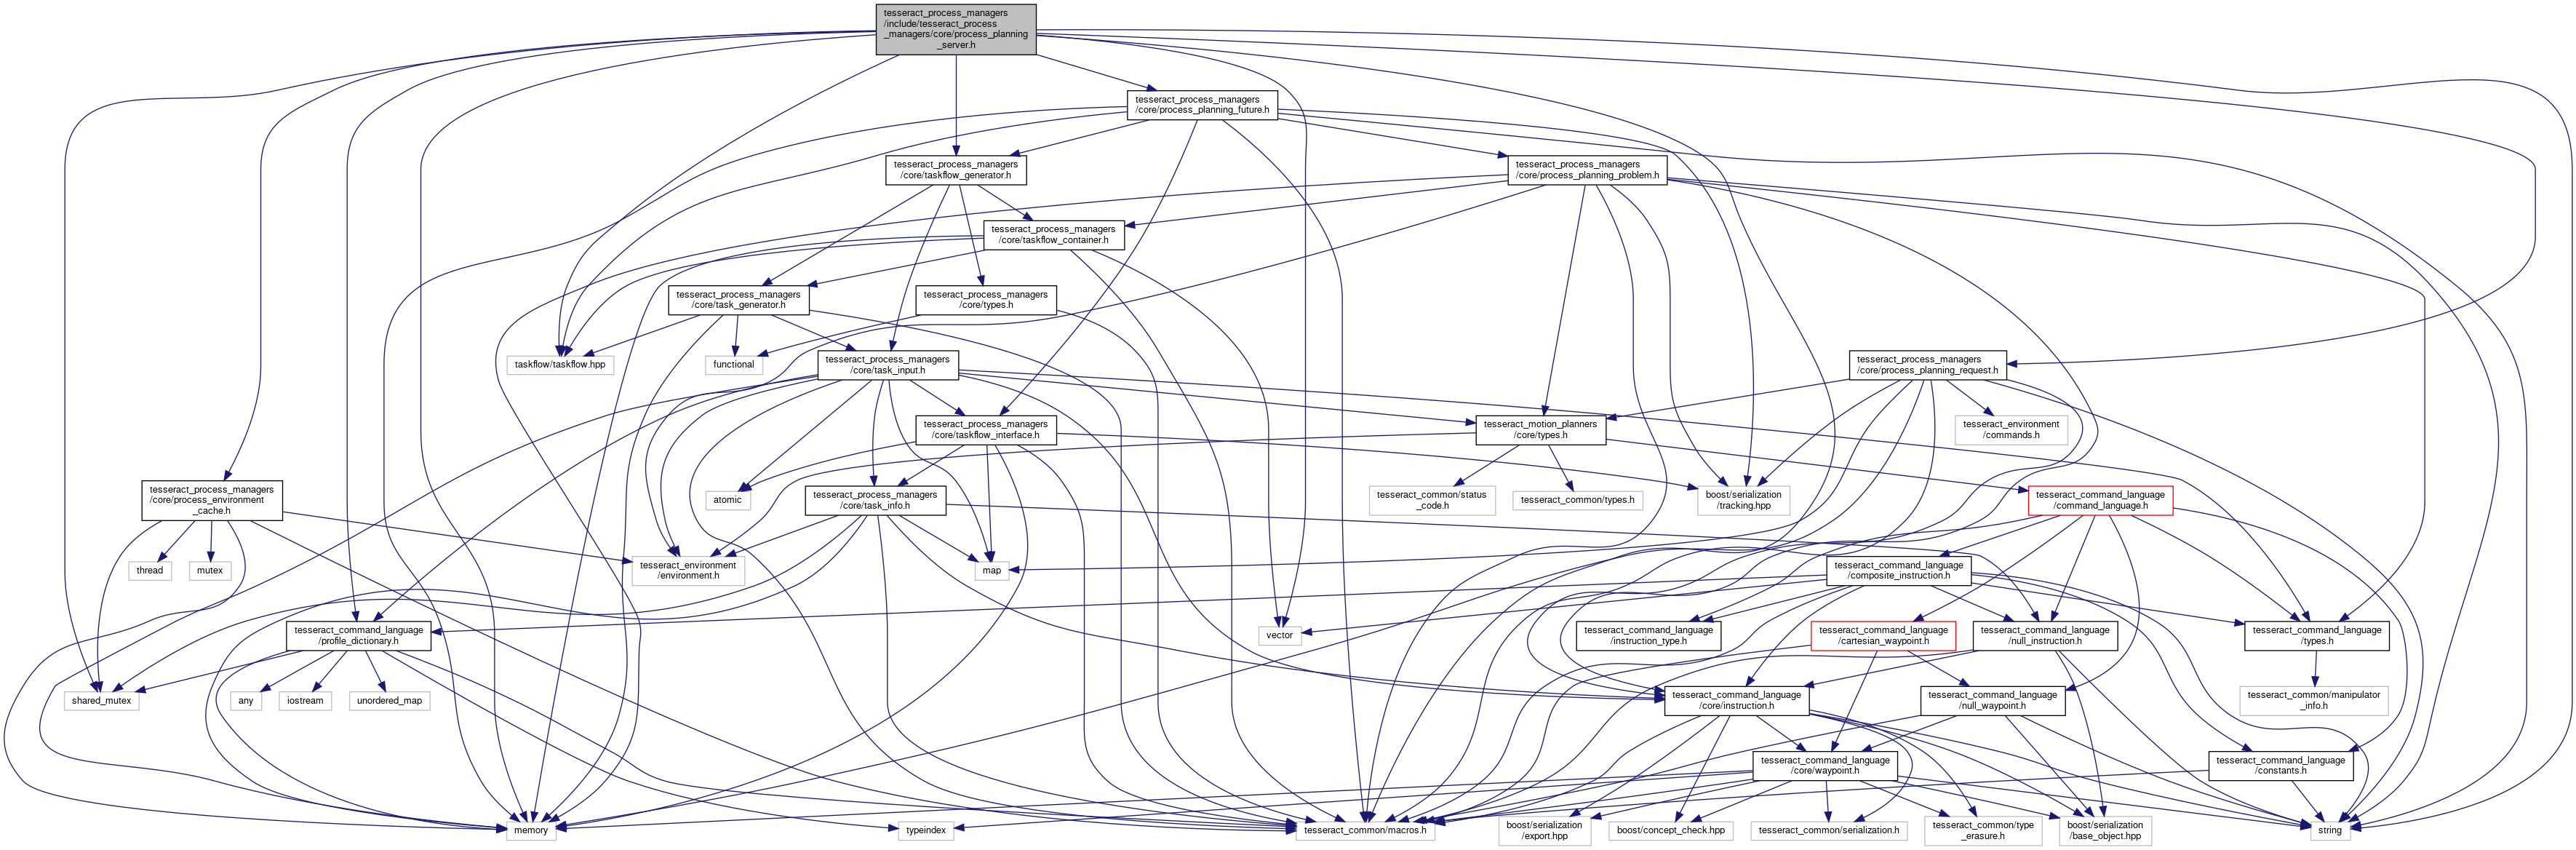 tesseract_process_managers
/include/tesseract_process
_managers/core/process_planning
_server.h
tesseract_process_managers
/core/process_planning_future.h
tesseract_process_managers
/core/taskflow_generator.h
tesseract_process_managers
/core/process_planning_problem.h
tesseract_process_managers
/core/taskflow_container.h
tesseract_process_managers
/core/task_generator.h
tesseract_process_managers
/core/types.h
taskflow/taskflow.hpp
functional
tesseract_process_managers
/core/task_input.h
tesseract_process_managers
/core/process_planning_request.h
tesseract_process_managers
/core/taskflow_interface.h
tesseract_motion_planners
/core/types.h
tesseract_environment
/commands.h
tesseract_process_managers
/core/process_environment
_cache.h
atomic
tesseract_process_managers
/core/task_info.h
tesseract_common/status
_code.h
tesseract_common/types.h
boost/serialization
/tracking.hpp
tesseract_command_language
/command_language.h
thread
mutex
tesseract_environment
/environment.h
map
tesseract_command_language
/composite_instruction.h
tesseract_command_language
/profile_dictionary.h
vector
tesseract_command_language
/instruction_type.h
tesseract_command_language
/cartesian_waypoint.h
tesseract_command_language
/null_instruction.h
tesseract_command_language
/types.h
shared_mutex
any
iostream
unordered_map
tesseract_command_language
/core/instruction.h
tesseract_command_language
/null_waypoint.h
tesseract_common/manipulator
_info.h
tesseract_command_language
/core/waypoint.h
tesseract_command_language
/constants.h
memory
typeindex
tesseract_common/macros.h
boost/serialization
/export.hpp
boost/concept_check.hpp
tesseract_common/serialization.h
tesseract_common/type
_erasure.h
boost/serialization
/base_object.hpp
string